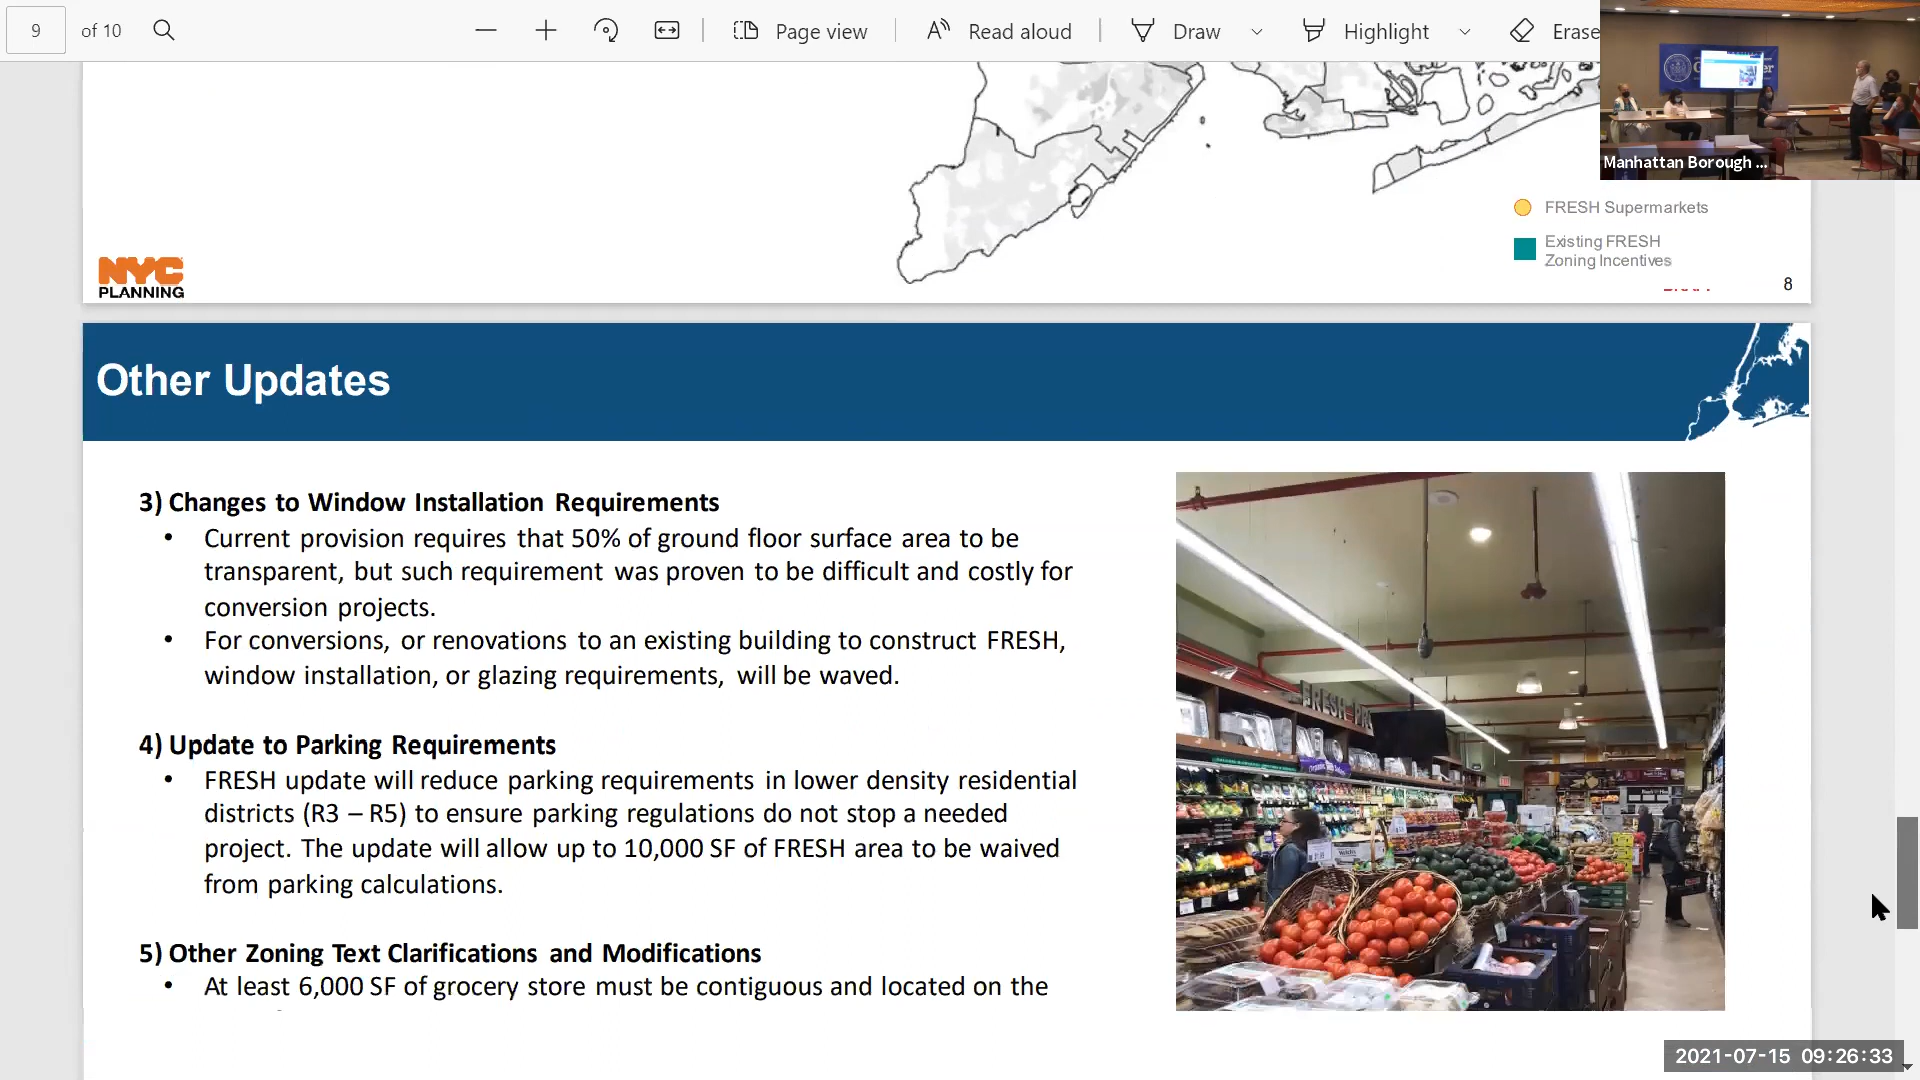 9 of 10
Page view
Read aloud
Draw
Highlight
Erase
Manhattan Borough ...
FRESH Supermarkets
Existing FRESH
Zoning Incentives
NYC
PLANNING
8
Other Updates
3) Changes to Window Installation Requirements
• Current provision requires that 50% of ground floor surface area to be
transparent, but such requirement was proven to be difficult and costly for
conversion projects.
• For conversions, or renovations to an existing building to construct FRESH,
window installation, or glazing requirements, will be waved.
4) Update to Parking Requirements
• FRESH update will reduce parking requirements in lower density residential
districts (R3 – R5) to ensure parking regulations do not stop a needed
project. The update will allow up to 10,000 SF of FRESH area to be waived
from parking calculations.
5) Other Zoning Text Clarifications and Modifications
• At least 6,000 SF of grocery store must be contiguous and located on the
FRESH
2021-07-15 09:26:33